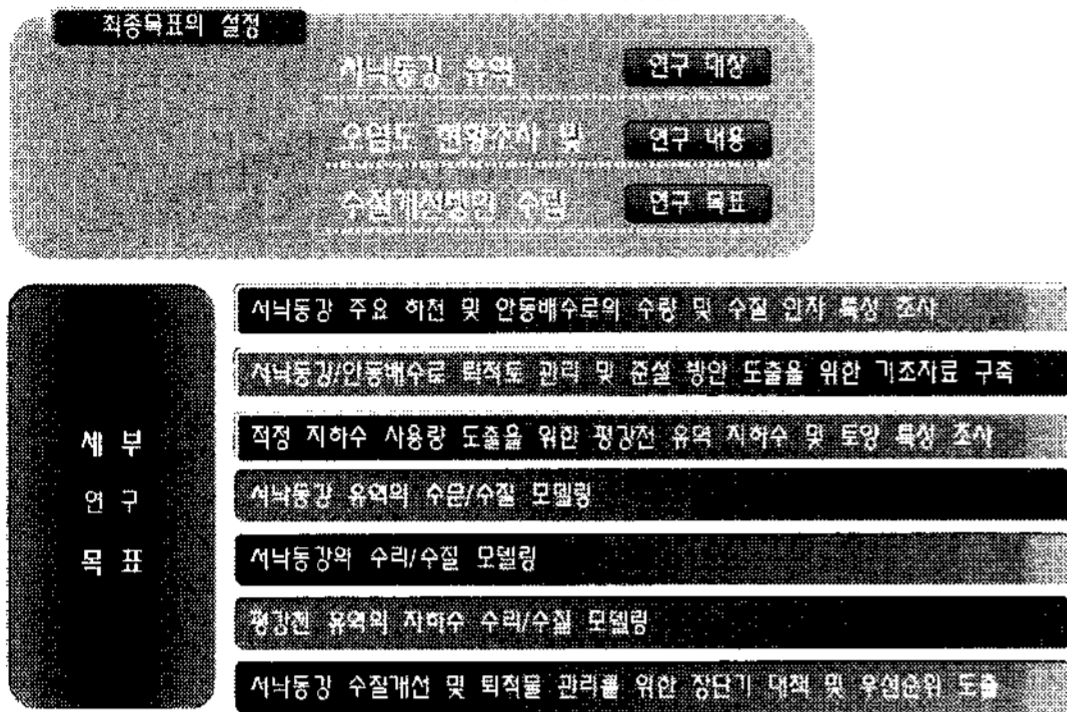 최종목표의 설정
서낙동강 유역 연구 대상
오염도 현황조사 및 연구 내용
수질개선방안 수립 연구 목표
서낙동강 주요 하천 및 안동배수로의 수량 및 수질 인자 특성 조사
서낙동강/안동배수로 퇴적토 관리 및 준설 방안 도출을 위한 기초자료 구축
적정 지하수 사용량 도출을 위한 평강천 유역 지하수 및 토양 특성 조사
세 부
연 구
목 표
서낙동강 유역의 수문/수질 모델링
서낙동강의 수리/수질 모델링
평강천 유역의 지하수 수리/수질 모델링
서낙동강 수질개선 및 퇴적물 관리를 위한 장단기 대책 및 우선순위 도출